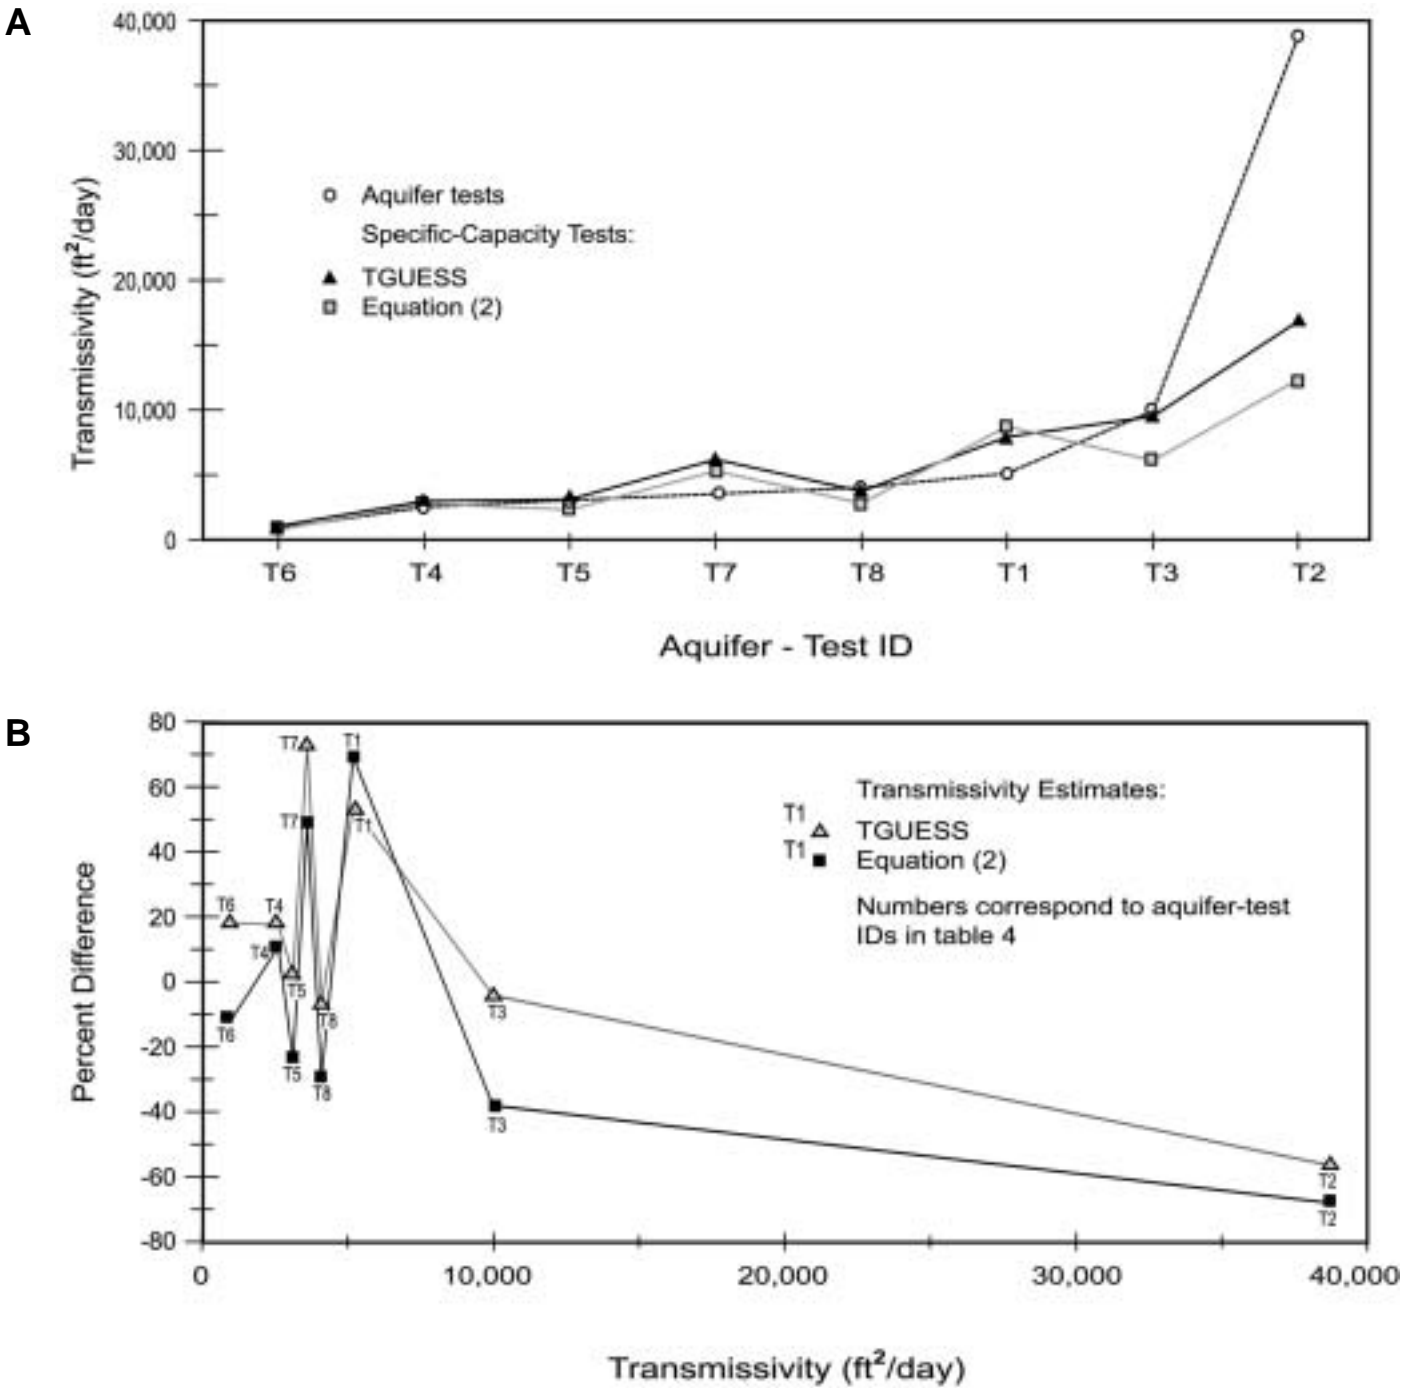 A
40,000
30,000
20,000
10,000
0
Transmissivity (ft²/day)
Aquifer tests
Specific-Capacity Tests:
TGUESS
Equation (2)
T6 T4 T5 T7 T8 T1 T3 T2
Aquifer - Test ID
B
80
60
40
20
0
-20
-40
-60
-80
Percent Difference
T7
T1
T7
T1
T6
T4
T4
T5
T6
T8
T5
T8
T3
T3
T2
T2
Transmissivity Estimates:
T1 TGUESS
T1 Equation (2)
Numbers correspond to aquifer-test
IDs in table 4
0 10,000 20,000 30,000 40,000
Transmissivity (ft²/day)